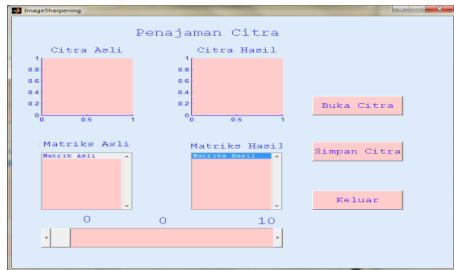 ImageSharpening
Penajaman Citra
Citra Asli
Citra Hasil
1
0.8
0.6
0.4
0.2
0
0 0.5 1
1
0.8
0.6
0.4
0.2
0
0 0.5 1
Buka Citra
Matriks Asli
Matriks Hasil
Simpan Citra
Matrik Asli
Matriks Hasil
Keluar
0 0 10